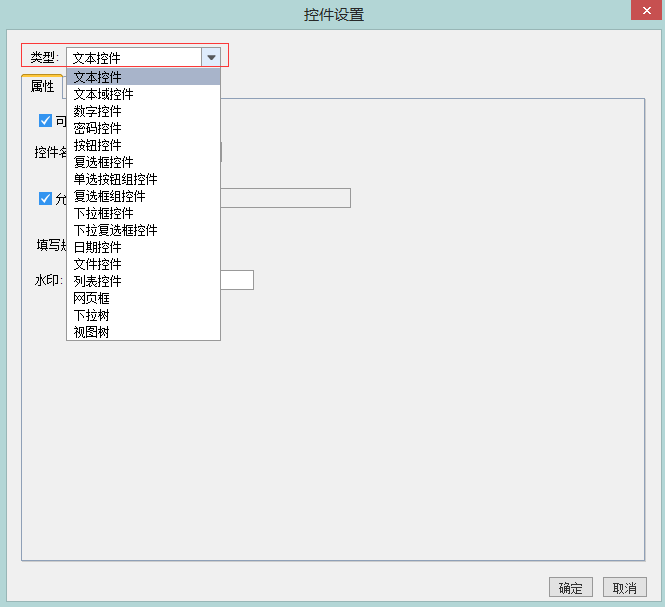 控件设置
类型: 文本控件
属性
文本控件
文本域控件
数字控件
密码控件
按钮控件
复选框控件
单选按钮组控件
复选框组控件
下拉框控件
下拉复选框控件
日期控件
文件控件
列表控件
网页框
下拉树
视图树
可
控件名
允
填写规
水印:
确定 取消